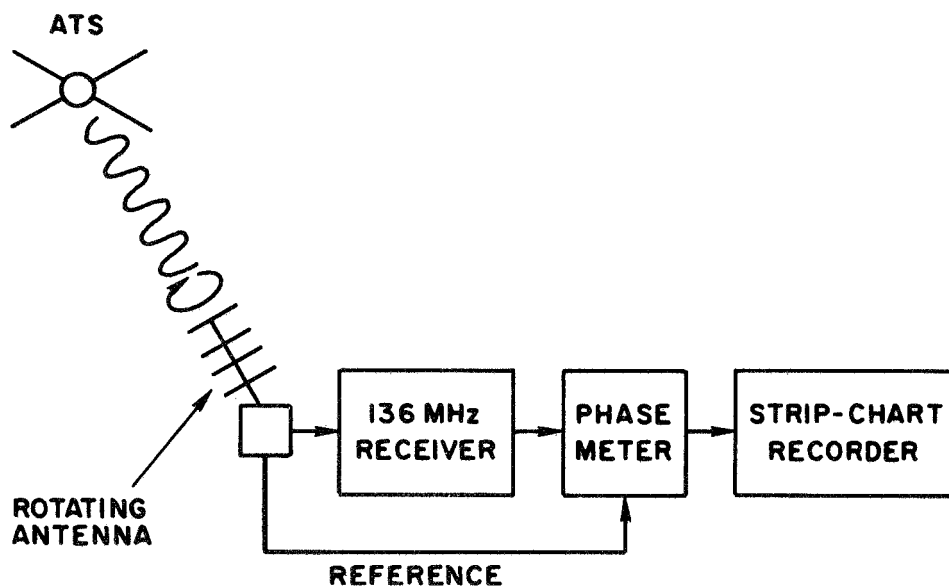 ATS
136 MHz
RECEIVER
PHASE
METER
STRIP-CHART
RECORDER
ROTATING
ANTENNA
REFERENCE